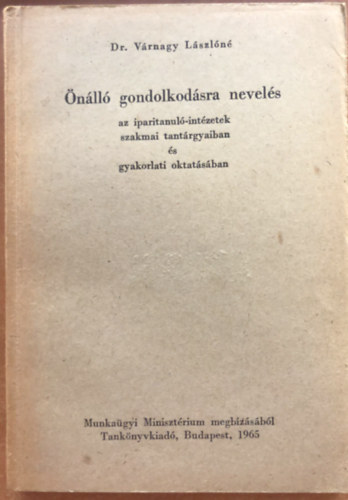 Dr. Várnagy Lászlóné
Önálló gondolkodásra nevelés
az iparitanuló-intézetek
szakmai tantárgyaiban
és
gyakorlati oktatásában
Munkaügyi Minisztérium megbízásából
Tankönyvkiadó, Budapest, 1965